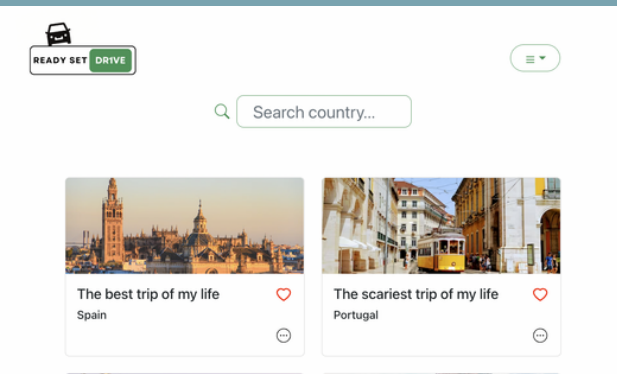 READY SET DR1VE
Search country...
The best trip of my life
Spain
The scariest trip of my life
Portugal